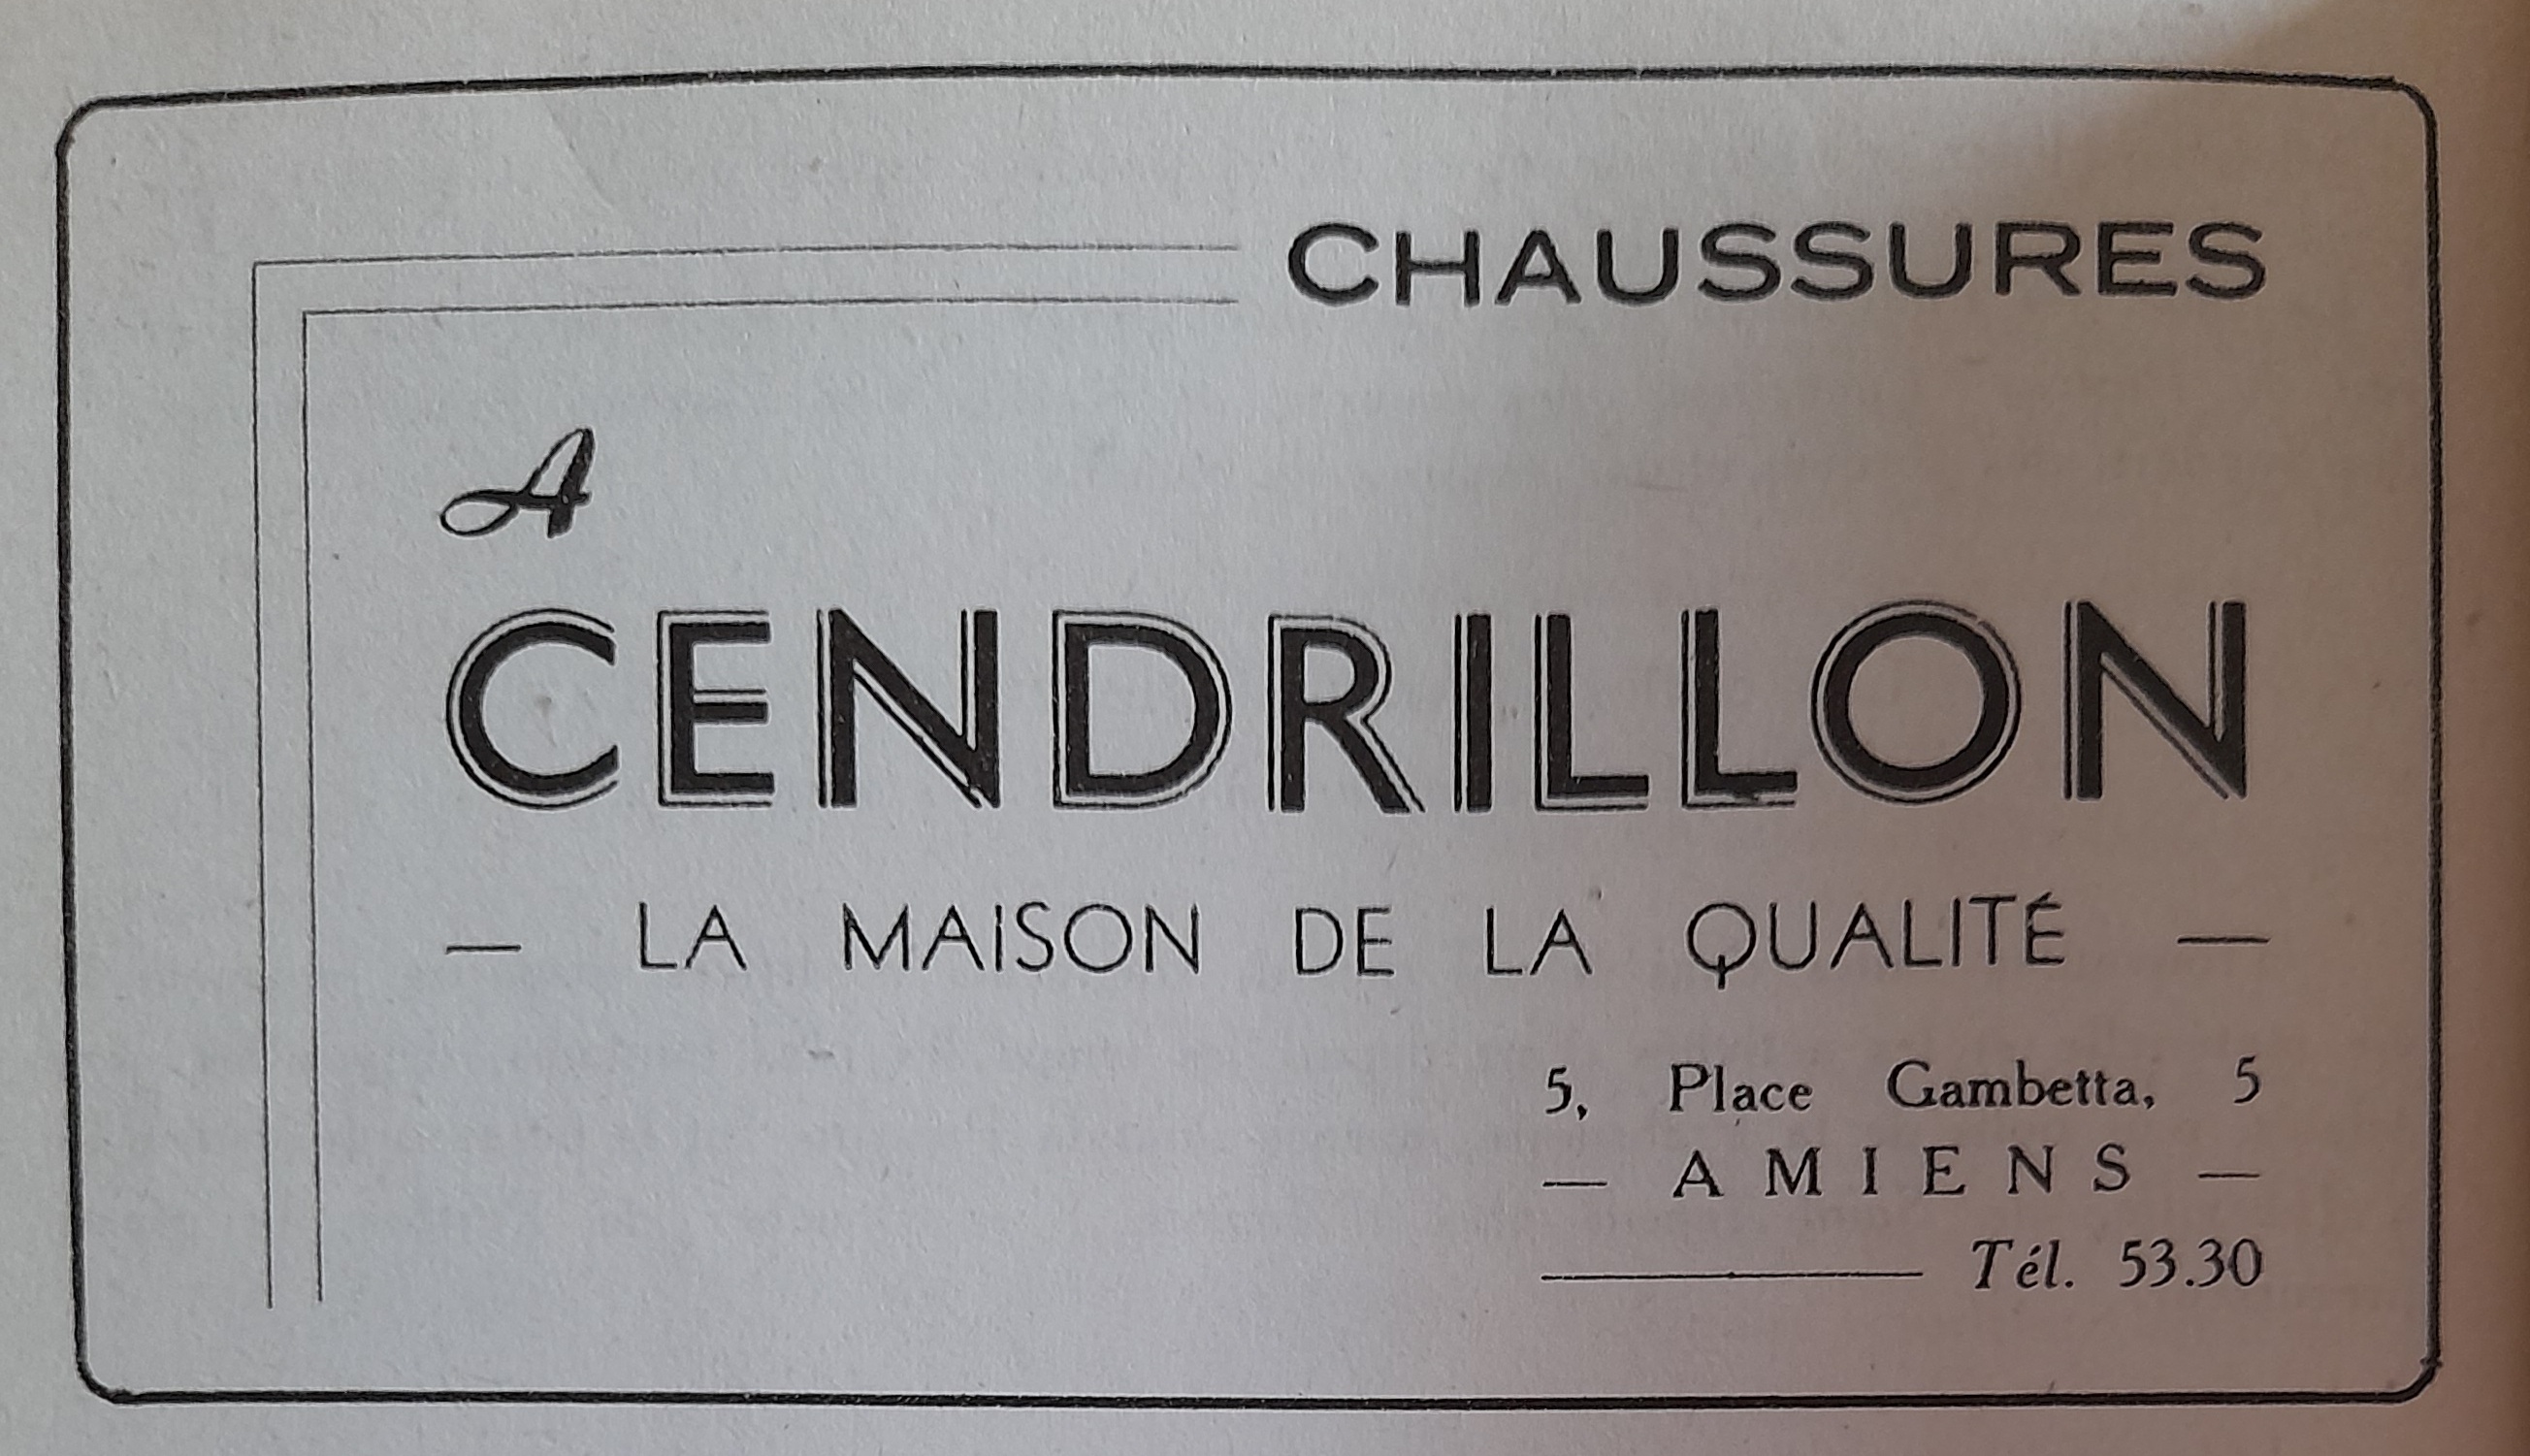 CHAUSSURES
A
CENDRILLON
— LA MAISON DE LA QUALITÉ —
5, Place Gambetta, 5
— AMIENS —
Tél. 53.30